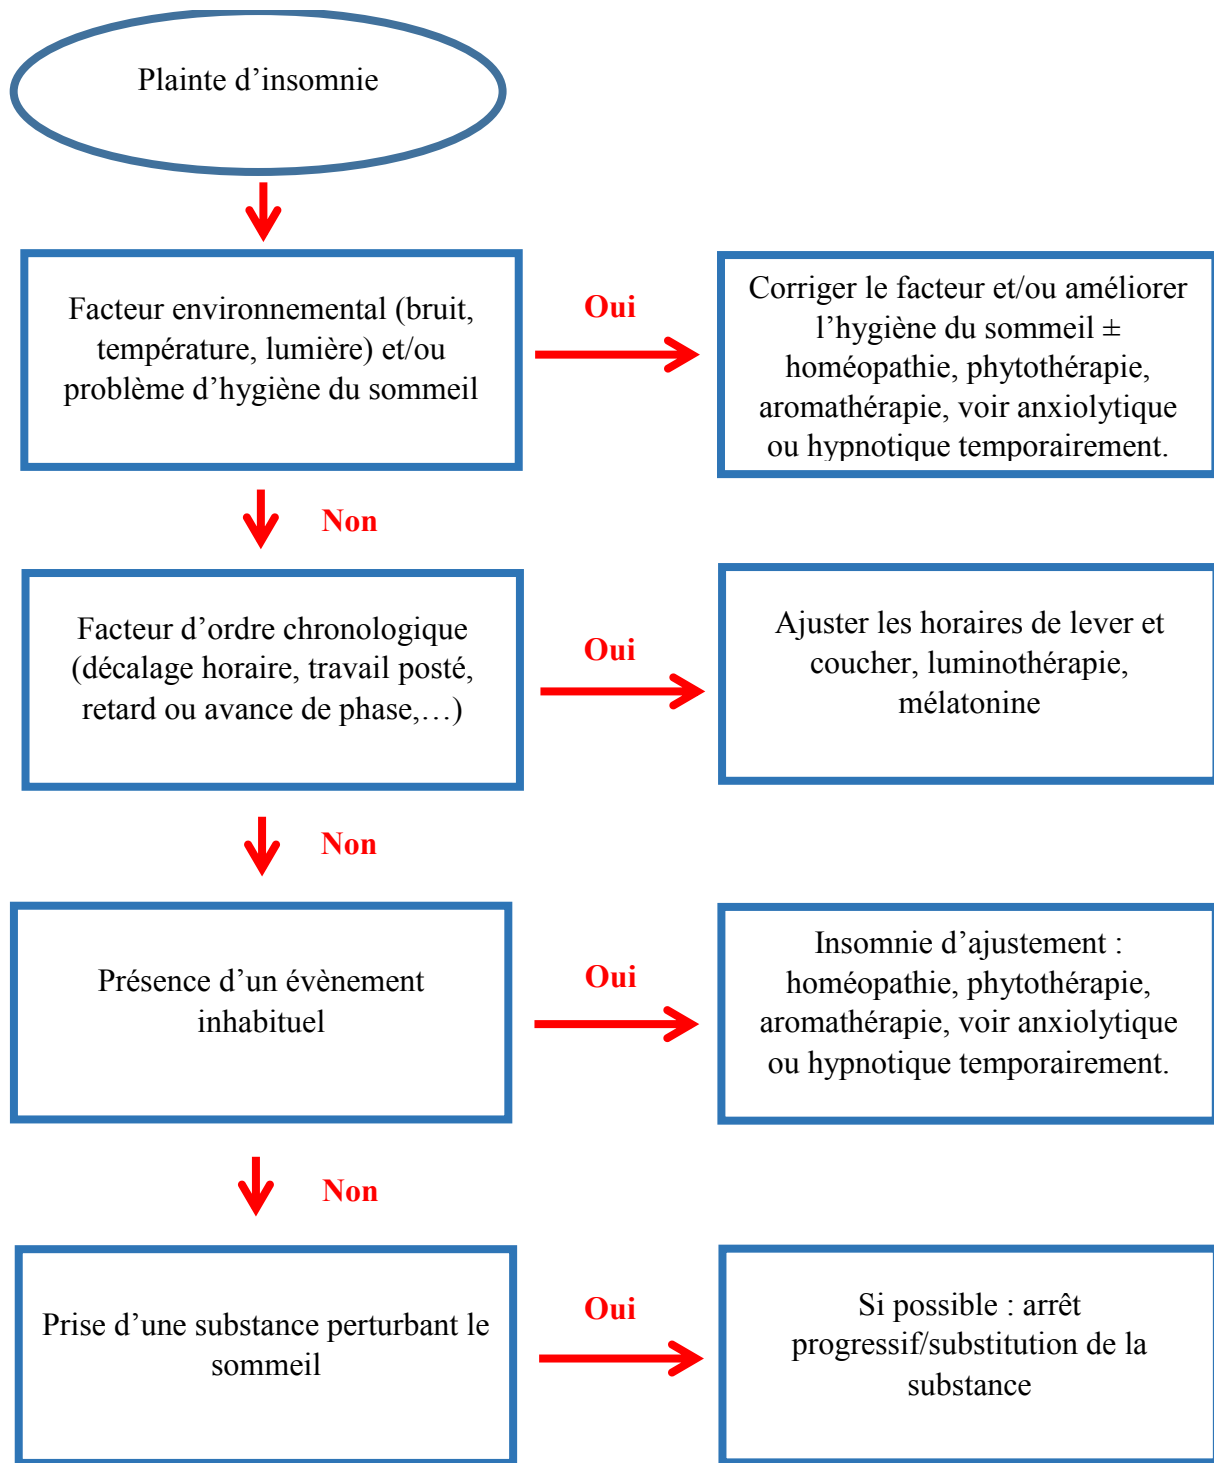 Plainte d’insomnie
Facteur environnemental (bruit,
température, lumière) et/ou
problème d’hygiène du sommeil
Oui
Corriger le facteur et/ou améliorer
l’hygiène du sommeil ±
homéopathie, phytothérapie,
aromathérapie, voir anxiolytique
ou hypnotique temporairement.
Non
Facteur d’ordre chronologique
(décalage horaire, travail posté,
retard ou avance de phase,…)
Oui
Ajuster les horaires de lever et
coucher, luminothérapie,
mélatonine
Non
Présence d’un évènement
inhabituel
Oui
Insomnie d’ajustement :
homéopathie, phytothérapie,
aromathérapie, voir anxiolytique
ou hypnotique temporairement.
Non
Prise d’une substance perturbant le
sommeil
Oui
Si possible : arrêt
progressif/substitution de la
substance